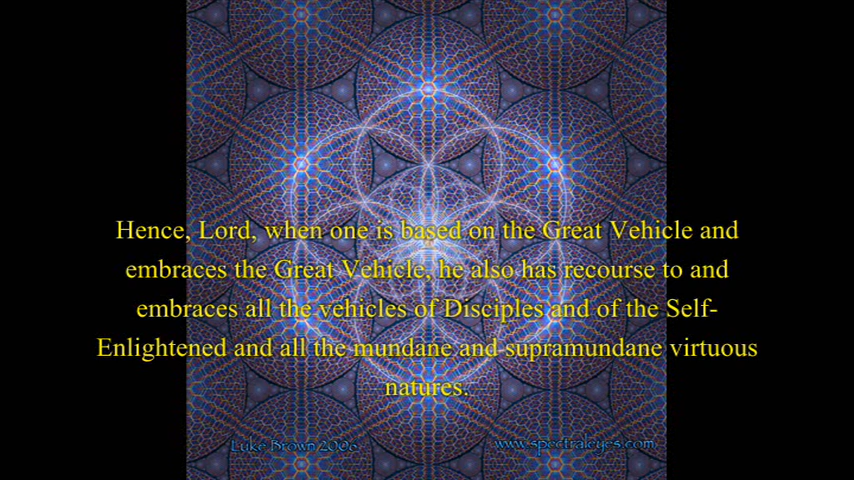 Hence, Lord, when one is based on the Great Vehicle and
embraces the Great Vehicle, he also has recourse to and
embraces all the vehicles of Disciples and of the Self-
Enlightened and all the mundane and supramundane virtuous
natures.
Luke Brown 2006 www.spectraleyes.com